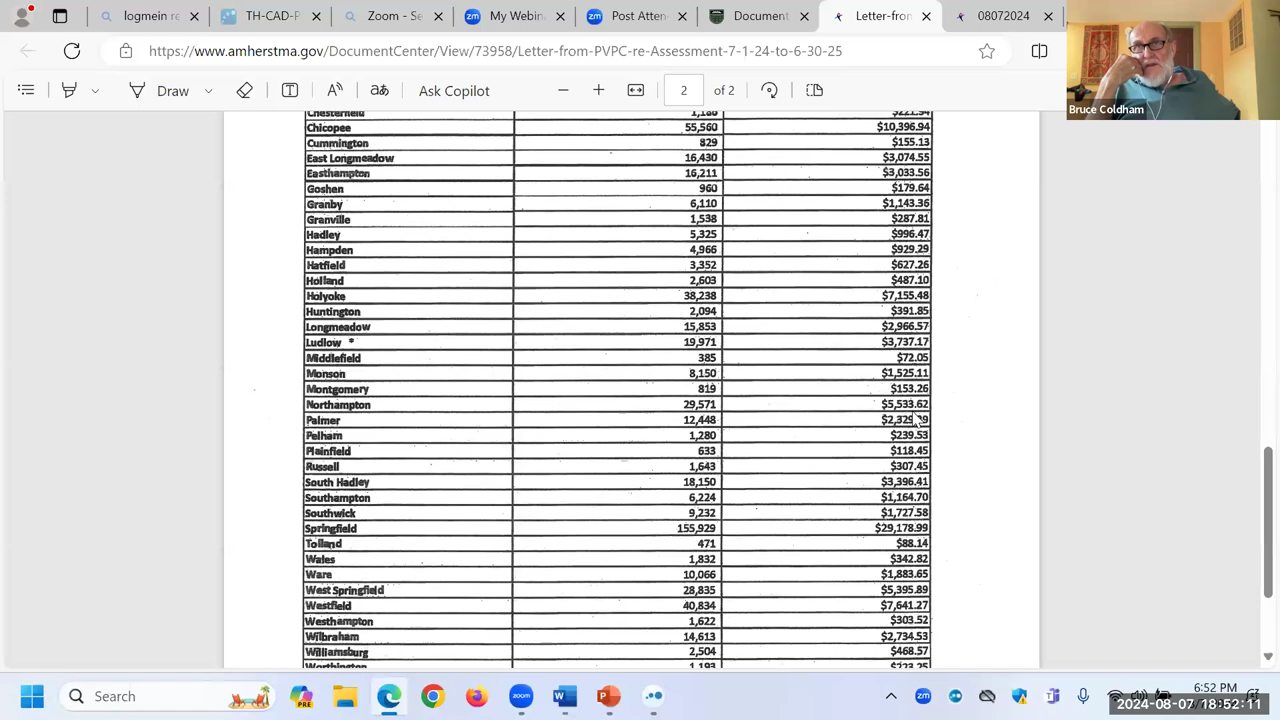 login re
TH-CAD
Zoom - S
My Webin
Post Atten
Document
Letter-fron
08072024
https://www.amherstma.gov/DocumentCenter/View/73958/Letter-from-PVPC-re-Assessment-7-1-24-to-6-30-25
Draw
Ask Copilot
2 of 2
Bruce Coldham
Chesterfield 1,186 $221.94
Chicopee 55,560 $10,396.94
Cummington 829 $155.13
East Longmeadow 16,430 $3,074.55
Easthampton 16,211 $3,033.56
Goshen 960 $179.64
Granby 6,110 $1,143.36
Granville 1,538 $287.81
Hadley 5,325 $996.47
Hampden 4,966 $929.29
Hatfield 3,352 $627.26
Holland 2,603 $487.10
Holyoke 38,238 $7,155.48
Huntington 2,094 $391.85
Longmeadow 15,853 $2,966.57
Ludlow * 19,971 $3,737.17
Middlefield 385 $72.05
Monson 8,150 $1,525.11
Montgomery 819 $153.26
Northampton 29,571 $5,533.62
Palmer 12,448
Pelham 1,280 $239.53
Plainfield 633 $118.45
Russell 1,643 $307.45
South Hadley 18,150 $3,396.41
Southampton 6,224 $1,164.70
Southwick 9,232 $1,727.58
Springfield 155,929 $29,178.99
Tolland 471 $88.14
Wales 1,832 $342.82
Ware 10,066 $1,883.65
West Springfield 28,835 $5,395.89
Westfield 40,834 $7,641.27
Westhampton 1,622 $303.52
Wilbraham 14,613 $2,734.53
Williamsburg 2,504 $468.57
Worthington 1,193 $223.25
Search
6:52 PM
2024-08-07 18:52:11